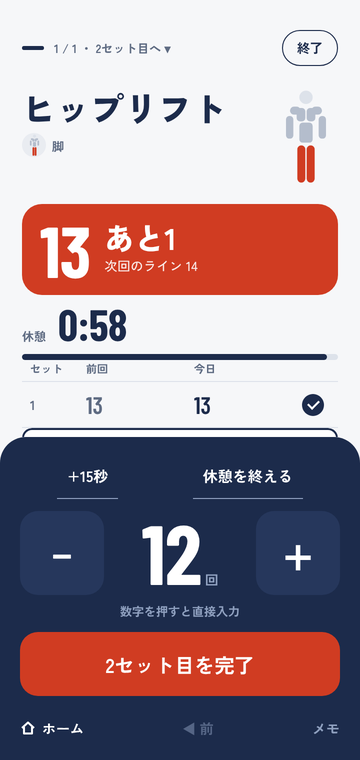 1 / 1 ・ 2セット目へ ▾
終了
ヒップリフト
脚
13
あと1
次回のライン 14
休憩 0:58
セット 前回 今日
1 13 13
+15秒 休憩を終える
− 12回 +
数字を押すと直接入力
2セット目を完了
ホーム ◀ 前 メモ